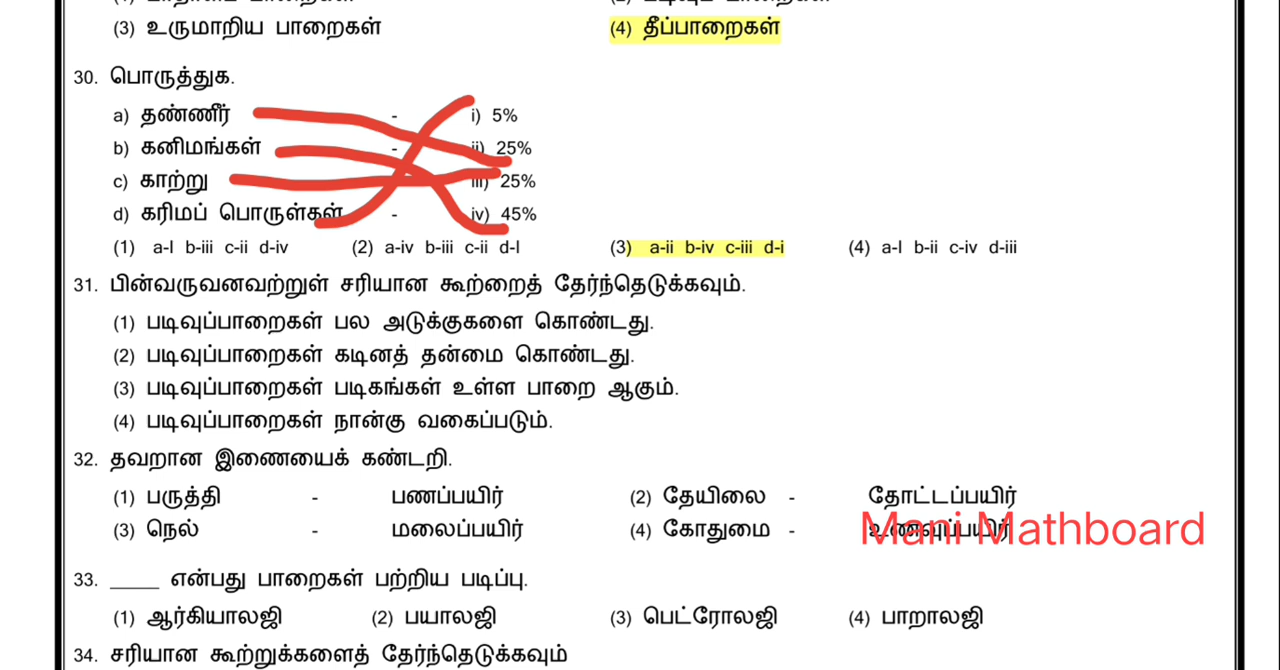 (3) உருமாறிய பாறைகள் (4) தீப்பாறைகள்
30. பொருத்துக.
a) தண்ணீர் - i) 5%
b) கனிமங்கள் - ii) 25%
c) காற்று iii) 25%
d) கரிமப் பொருள்கள் - iv) 45%
(1) a-I b-iii c-ii d-iv (2) a-iv b-iii c-ii d-I (3) a-ii b-iv c-iii d-i (4) a-I b-ii c-iv d-iii
31. பின்வருவனவற்றுள் சரியான கூற்றைத் தேர்ந்தெடுக்கவும்.
(1) படிவுப்பாறைகள் பல அடுக்குகளை கொண்டது.
(2) படிவுப்பாறைகள் கடினத் தன்மை கொண்டது.
(3) படிவுப்பாறைகள் படிகங்கள் உள்ள பாறை ஆகும்.
(4) படிவுப்பாறைகள் நான்கு வகைப்படும்.
32. தவறான இணையைக் கண்டறி.
(1) பருத்தி - பணப்பயிர் (2) தேயிலை - தோட்டப்பயிர்
(3) நெல் - மலைப்பயிர் (4) கோதுமை - உணவுப்பயிர்
Mani Mathboard
33. _____ என்பது பாறைகள் பற்றிய படிப்பு.
(1) ஆர்கியாலஜி (2) பயாலஜி (3) பெட்ரோலஜி (4) பாறாலஜி
34. சரியான கூற்றுக்களைத் தேர்ந்தெடுக்கவும்